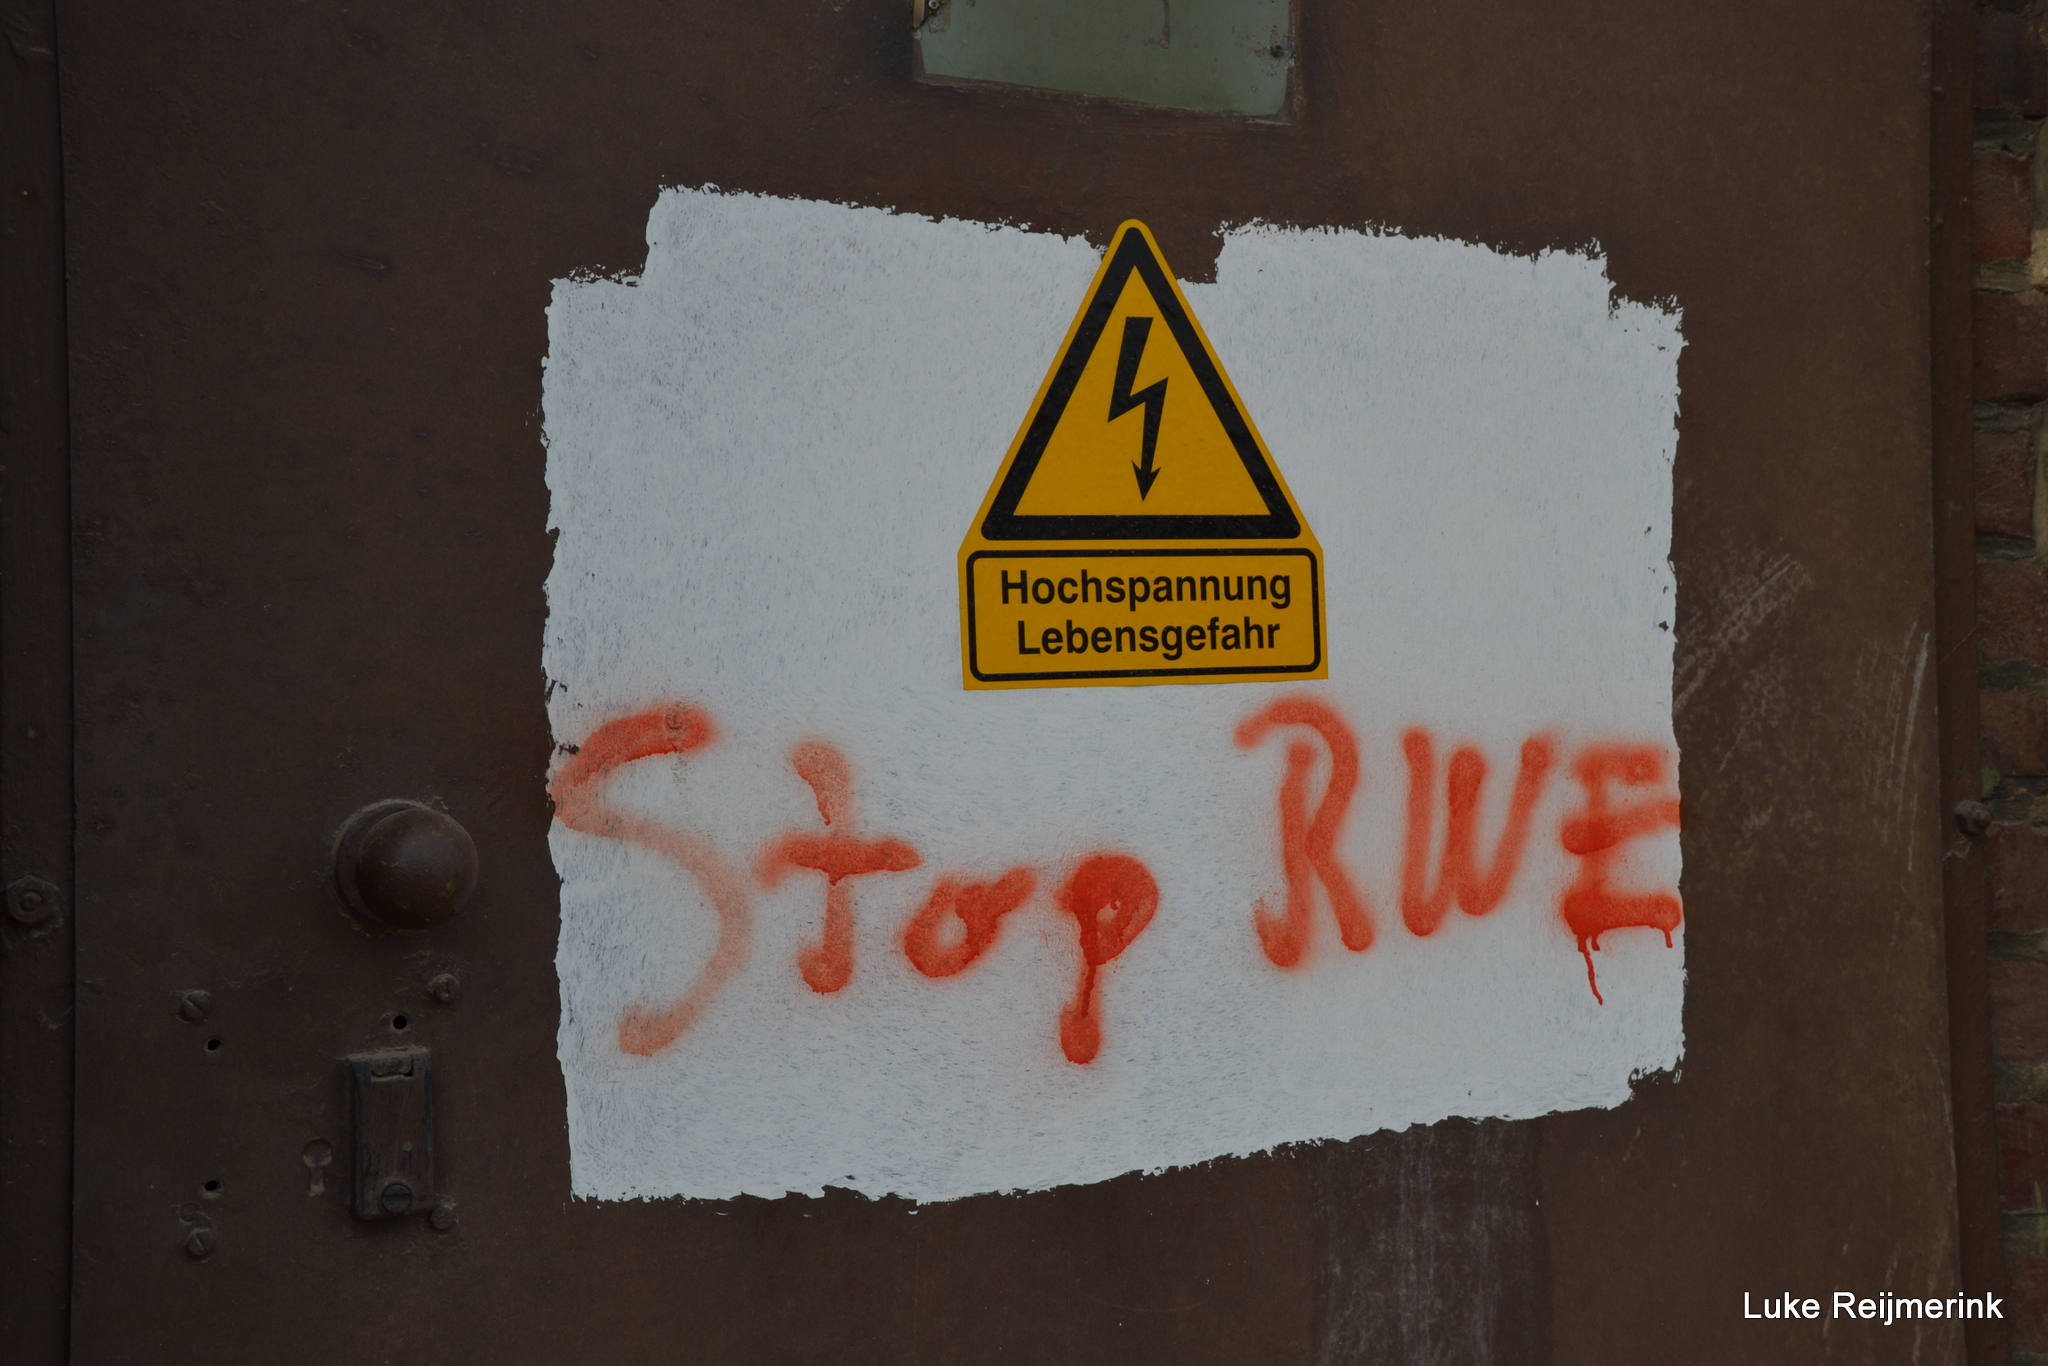 Hochspannung
Lebensgefahr
Stop RWE
Luke Reijmerink